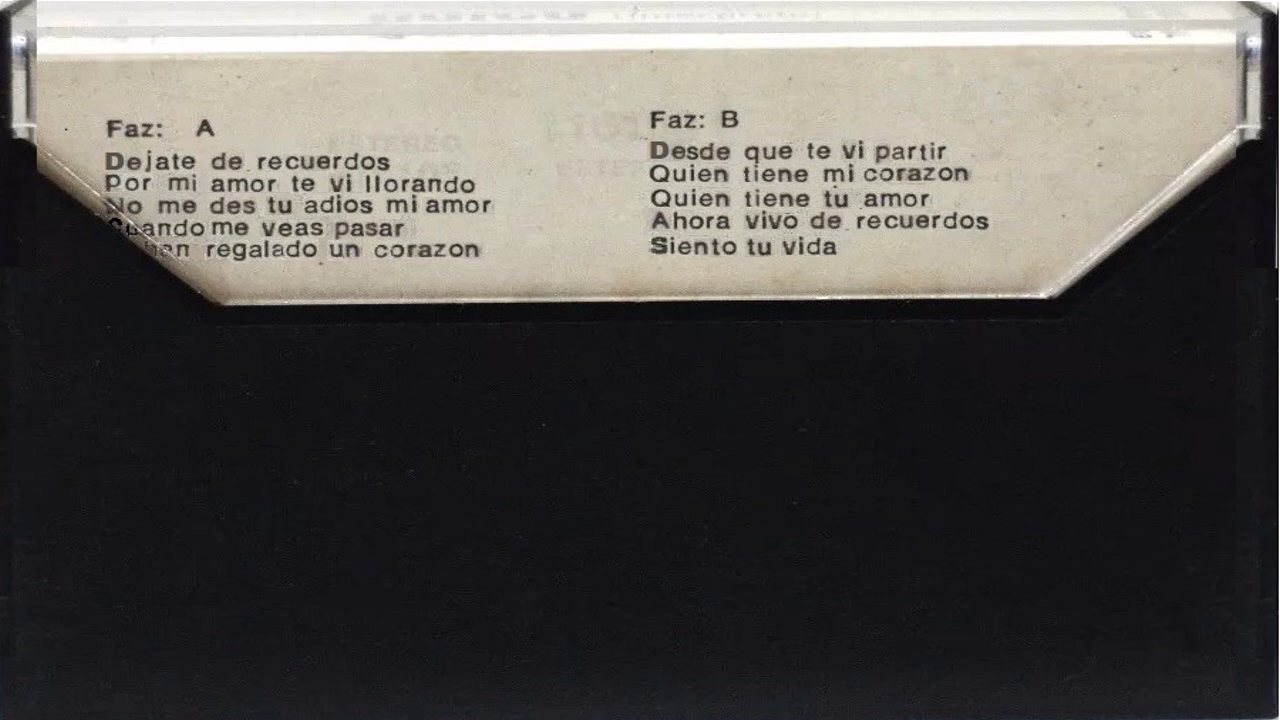 Faz: A
Dejate de recuerdos
Por mi amor te vi llorando
No me des tu adios mi amor
Cuando me veas pasar
han regalado un corazon
Faz: B
Desde que te vi partir
Quien tiene mi corazon
Quien tiene tu amor
Ahora vivo de recuerdos
Siento tu vida